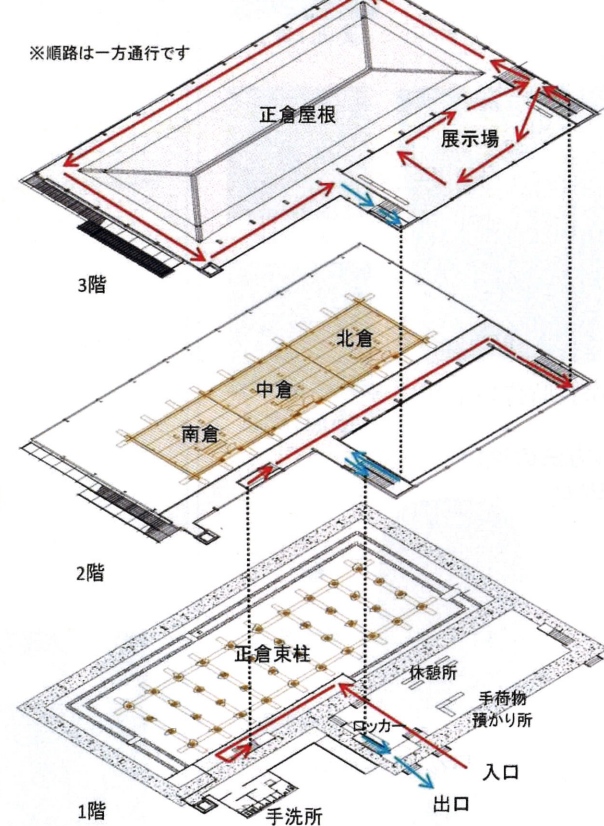 ※順路は一方通行です
正倉屋根
展示場
3階
北倉
中倉
南倉
2階
正倉束柱
休憩所
手荷物
預かり所
ロッカー
入口
出口
1階
手洗所